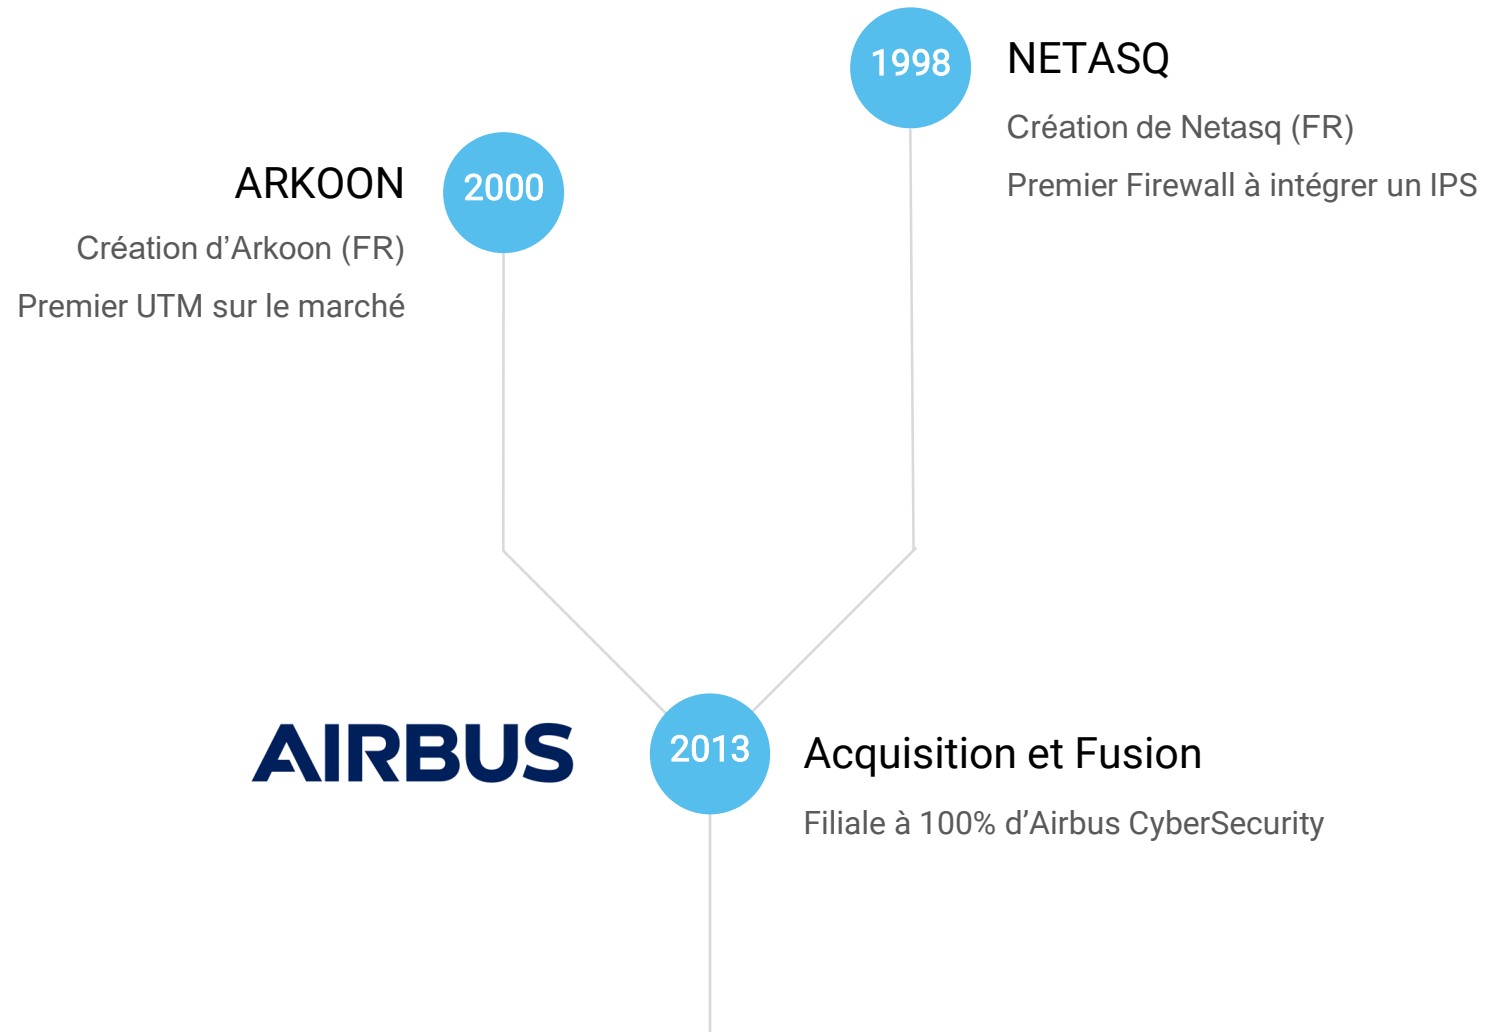 1998
NETASQ
Création de Netasq (FR)
Premier Firewall à intégrer un IPS
ARKOON
2000
Création d’Arkoon (FR)
Premier UTM sur le marché
AIRBUS
2013
Acquisition et Fusion
Filiale à 100% d’Airbus CyberSecurity